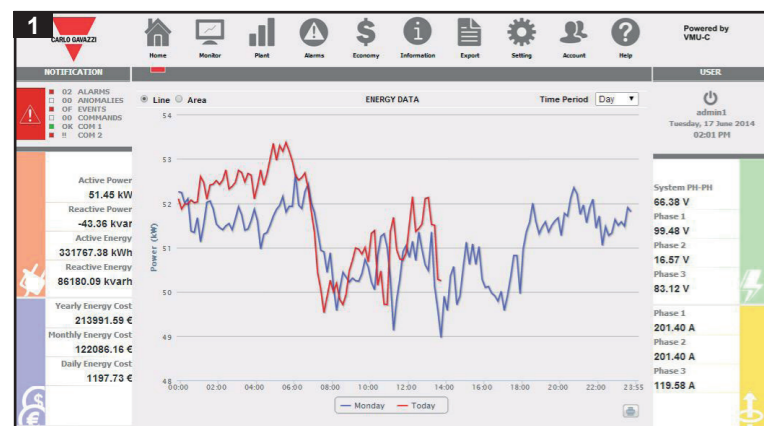 1
CARLO GAVAZZI
Home Monitor Plant Alarms Economy Information Export Setting Account Help
Powered by
VMU-C
NOTIFICATION
USER
02 ALARMS
00 ANOMALIES
OF EVENTS
00 COMMANDS
OK COM 1
!! COM 2
Line Area
ENERGY DATA
Time Period Day
admin1
Tuesday, 17 June 2014
02:01 PM
Active Power
51.45 kW
Reactive Power
-43.36 kvar
Active Energy
331767.38 kWh
Reactive Energy
86180.09 kvarh
Yearly Energy Cost
213991.59 €
Monthly Energy Cost
122086.16 €
Daily Energy Cost
1197.73 €
Power (kW)
54
53
52
51
50
49
48
00:00 02:00 04:00 06:00 08:00 10:00 12:00 14:00 16:00 18:00 20:00 22:00 23:55
Monday Today
System PH-PH
66.38 V
Phase 1
99.48 V
Phase 2
16.57 V
Phase 3
83.12 V
Phase 1
201.40 A
Phase 2
201.40 A
Phase 3
119.58 A